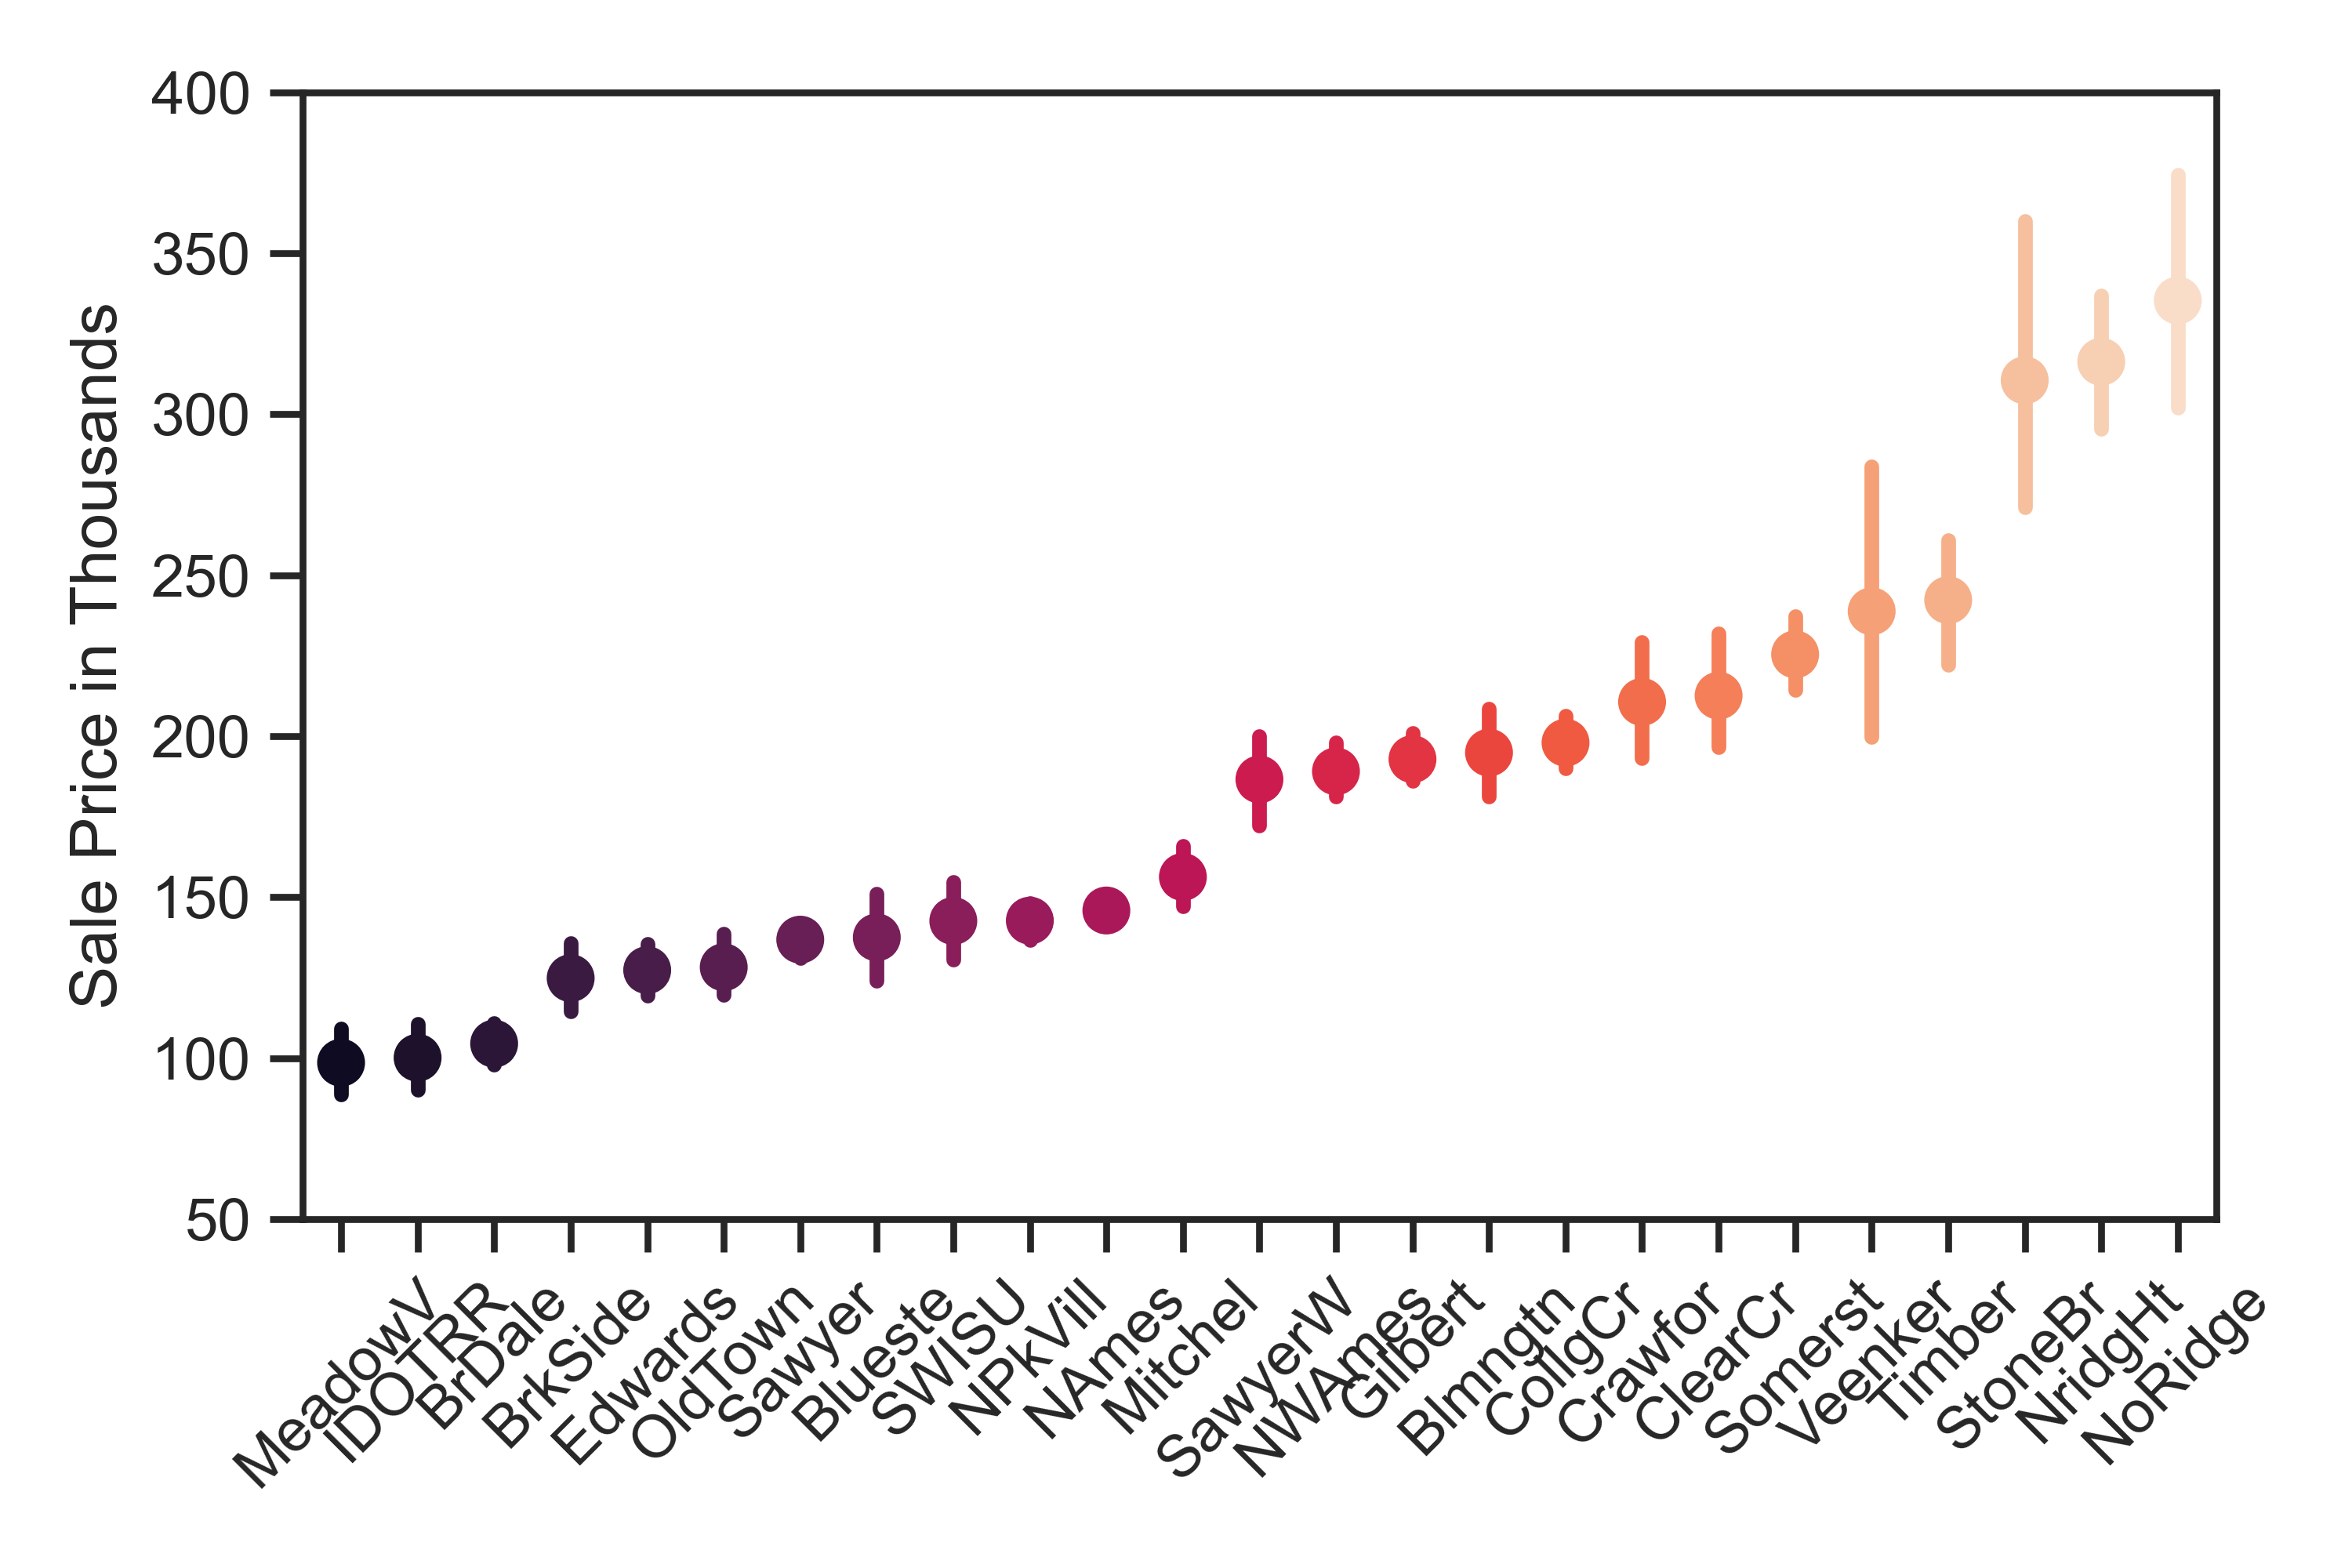 Sale Price in Thousands
400
350
300
250
200
150
100
50
MeadowV
IDOTRR
BrDale
BrkSide
Edwards
OldTown
Sawyer
Blueste
SWISU
NPkVill
NAmes
Mitchel
SawyerW
NWAmes
Gilbert
Blmngtn
CollgCr
Crawfor
ClearCr
Somerst
Veenker
Timber
StoneBr
NridgHt
NoRidge